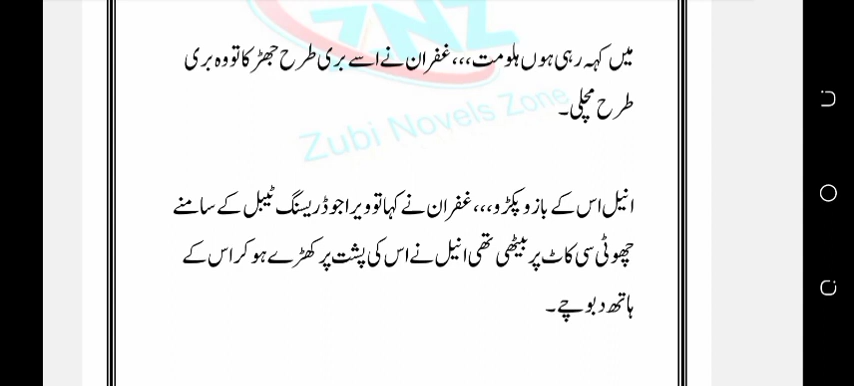 ZNZ
میں کہہ رہی ہوں ہلو مت،،، غفران نے اسے بری طرح جھڑکا تو وہ بری
طرح مچلی۔
Zubi Novels Zone
انیل اس کے بازو پکڑو،،، غفران نے کہا تو ویرا جو ڈریسنگ ٹیبل کے سامنے
چھوٹی سی کاٹ پر بیٹھی تھی انیل نے اس کی پشت پر کھڑے ہو کر اس کے
ہاتھ دبوچے۔